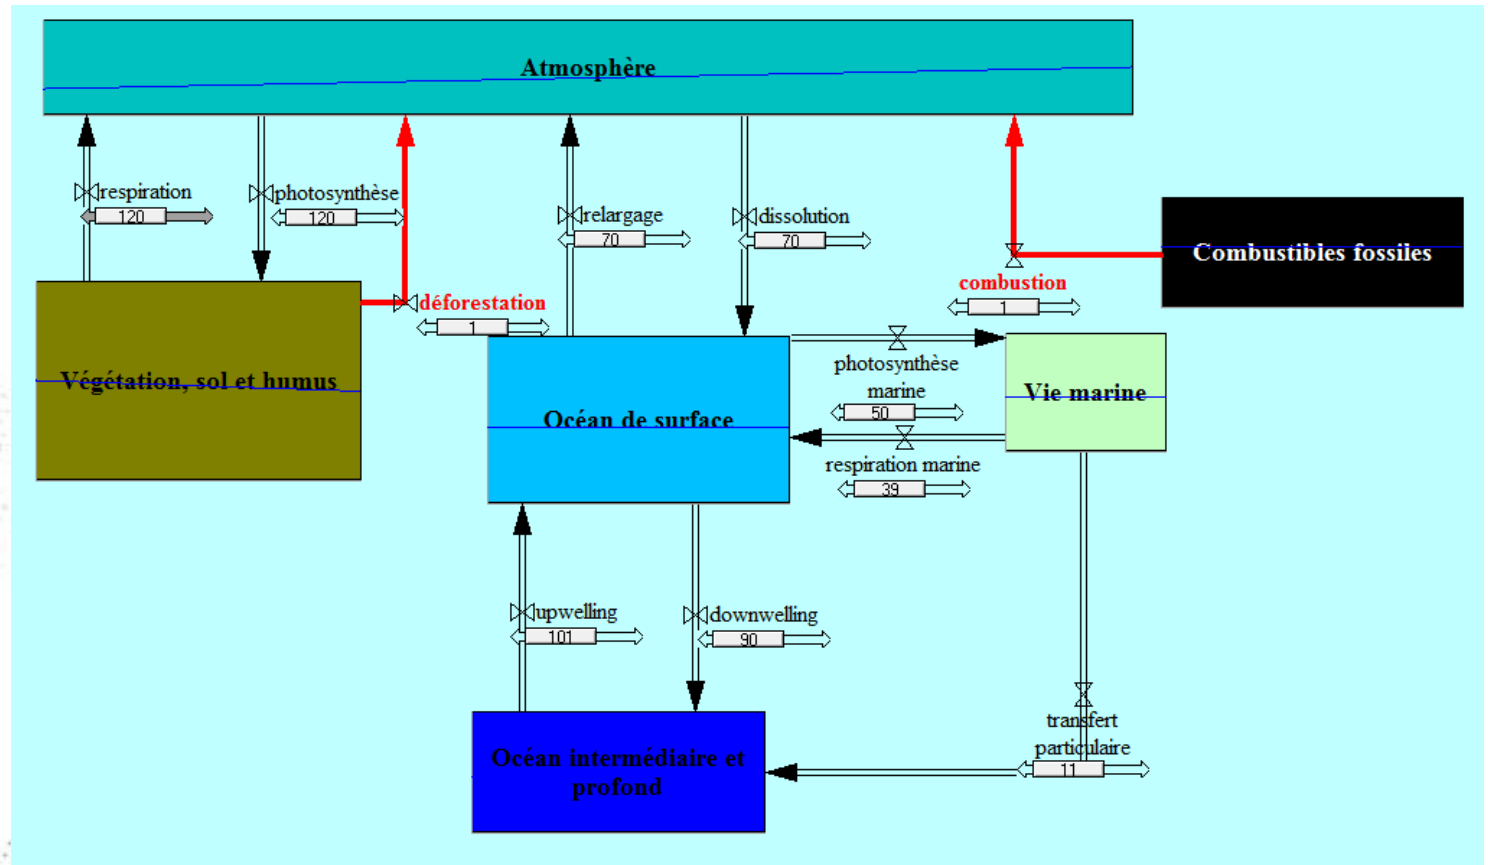 Atmosphère
respiration
120
photosynthèse
120
relargage
70
dissolution
70
Combustibles fossiles
combustion
1
déforestation
1
Végétation, sol et humus
Océan de surface
photosynthèse
marine
50
Vie marine
respiration marine
39
upwelling
101
downwelling
90
transfert
particulaire
11
Océan intermédiaire et
profond